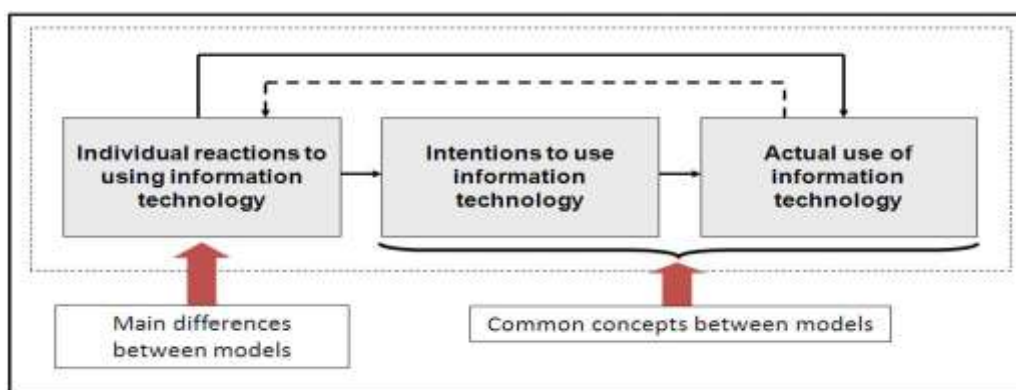 Individual reactions to
using information
technology
Intentions to use
information
technology
Actual use of
information
technology
Main differences
between models
Common concepts between models